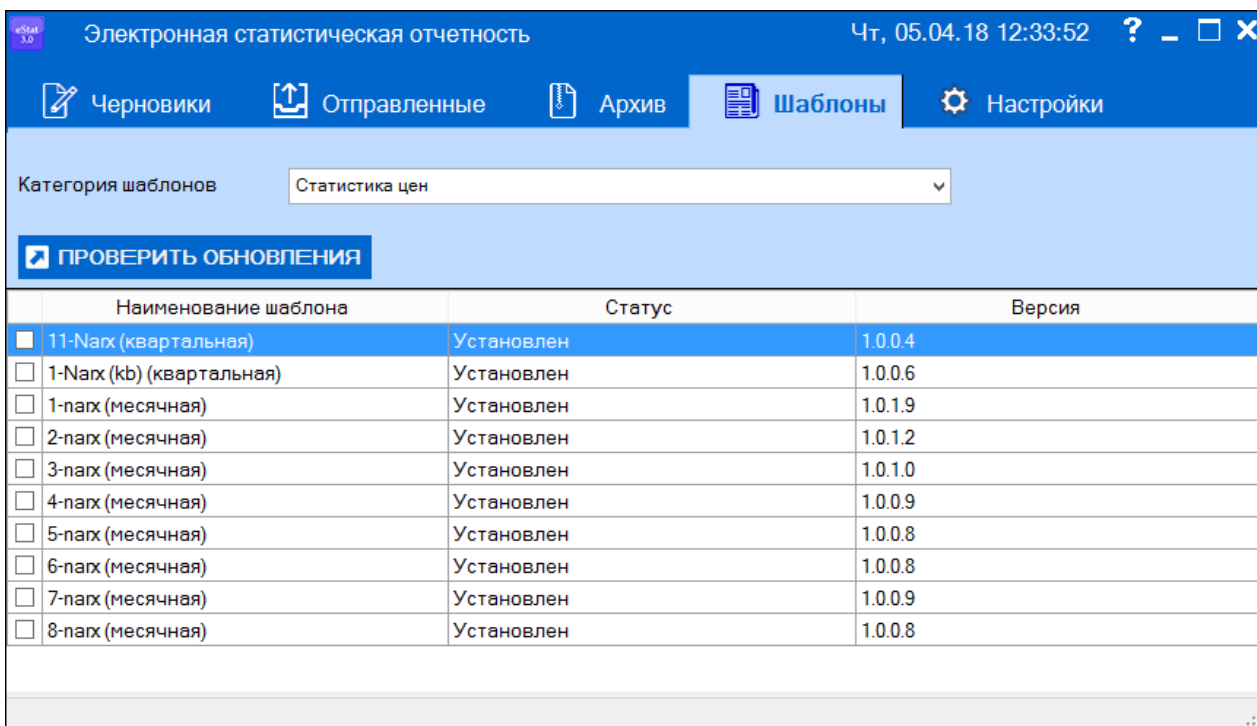 eStat 3.0 Электронная статистическая отчетность Чт, 05.04.18 12:33:52 ?
Черновики Отправленные Архив Шаблоны Настройки
Категория шаблонов Статистика цен
ПРОВЕРИТЬ ОБНОВЛЕНИЯ
Наименование шаблона Статус Версия
11-Narx (квартальная) Установлен 1.0.0.4
1-Narx (kb) (квартальная) Установлен 1.0.0.6
1-narx (месячная) Установлен 1.0.1.9
2-narx (месячная) Установлен 1.0.1.2
3-narx (месячная) Установлен 1.0.1.0
4-narx (месячная) Установлен 1.0.0.9
5-narx (месячная) Установлен 1.0.0.8
6-narx (месячная) Установлен 1.0.0.8
7-narx (месячная) Установлен 1.0.0.9
8-narx (месячная) Установлен 1.0.0.8